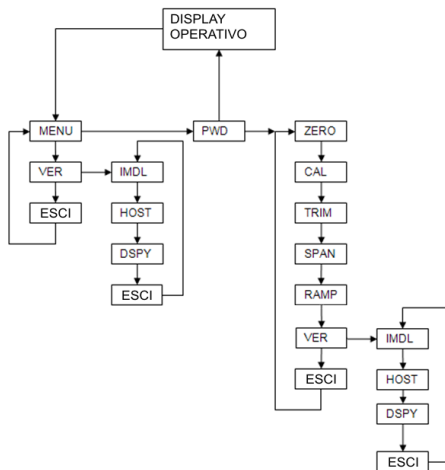 DISPLAY
OPERATIVO
MENU
PWD
ZERO
VER
IMDL
CAL
ESCI
HOST
TRIM
DSPY
SPAN
ESCI
RAMP
VER
IMDL
ESCI
HOST
DSPY
ESCI